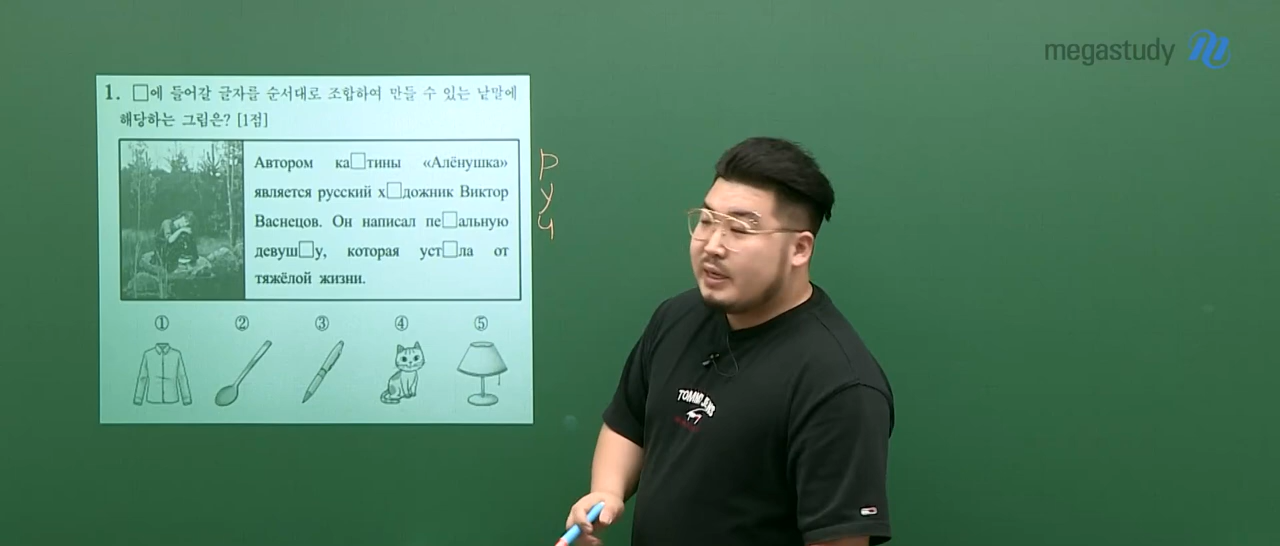 megastudy
1. □에 들어갈 글자를 순서대로 조합하여 만들 수 있는 낱말에
해당하는 그림은? [1점]
Автором ка□тины «Алёнушка»
является русский х□дожник Виктор
Васнецов. Он написал пе□альную
девуш□у, которая уст□ла от
тяжёлой жизни.
① ② ③ ④ ⑤
р
у
ч
TOMMY JEANS